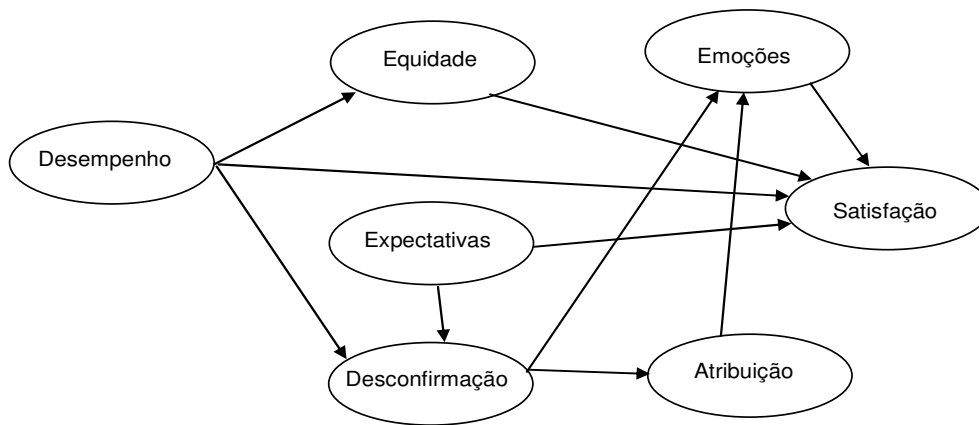 Equidade
Emoções
Desempenho
Satisfação
Expectativas
Desconfirmação
Atribuição